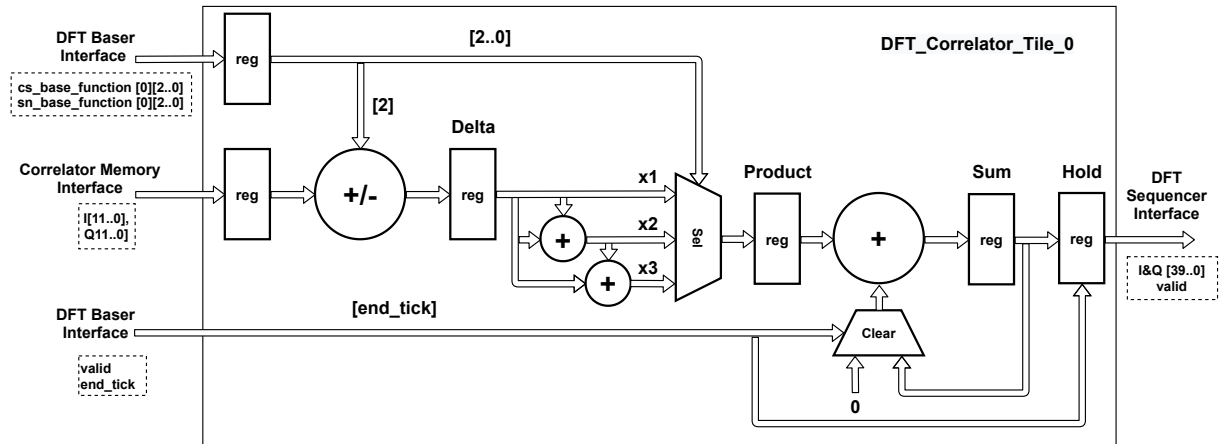 DFT Baser
Interface
cs_base_function [0][2..0]
sn_base_function [0][2..0]
reg
[2..0]
DFT_Correlator_Tile_0
[2]
Correlator Memory
Interface
I[11..0],
Q11..0]
reg
+/-
Delta
reg
x1
+
x2
+
x3
Sel
Product
reg
+
Sum
reg
Hold
reg
DFT
Sequencer
Interface
I&Q [39..0]
valid
DFT Baser
Interface
valid
end_tick
[end_tick]
Clear
0